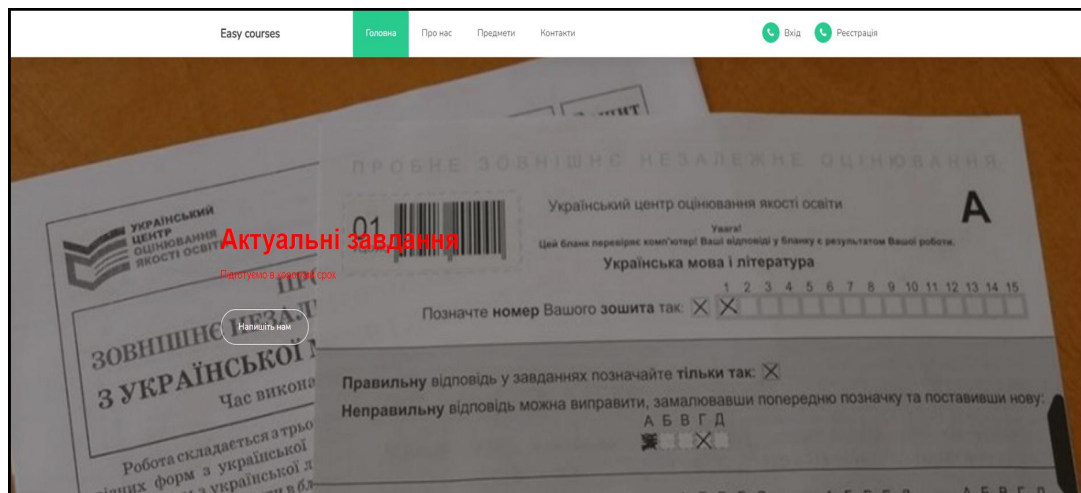 Easy courses
Головна
Про нас
Предмети
Контакти
Вхід
Реєстрація
Актуальні завдання
Підготуємо в короткий срок
Напишіть нам
УКРАЇНСЬКИЙ
ЦЕНТР
ОЦІНЮВАННЯ
ЯКОСТІ ОСВІТИ
ЗОВНІШНЄ
З УКРАЇНСЬКОЇ
Час
Робота складається з
форм з української
ПРОБНЕ ЗОВНІШНЄ НЕЗАЛЕЖНЕ ОЦІНЮВАННЯ
01
Український центр оцінювання якості освіти
А
Увага!
Цей бланк перевіряє комп'ютер! Ваші відповіді у бланку є результатом Вашої роботи.
Українська мова і література
1 2 3 4 5 6 7 8 9 10 11 12 13 14 15
Позначте номер Вашого зошита так:
Правильну відповідь у завданнях позначайте тільки так:
Неправильну відповідь можна виправити, замалювавши попередню позначку та поставивши нову:
А Б В Г Д